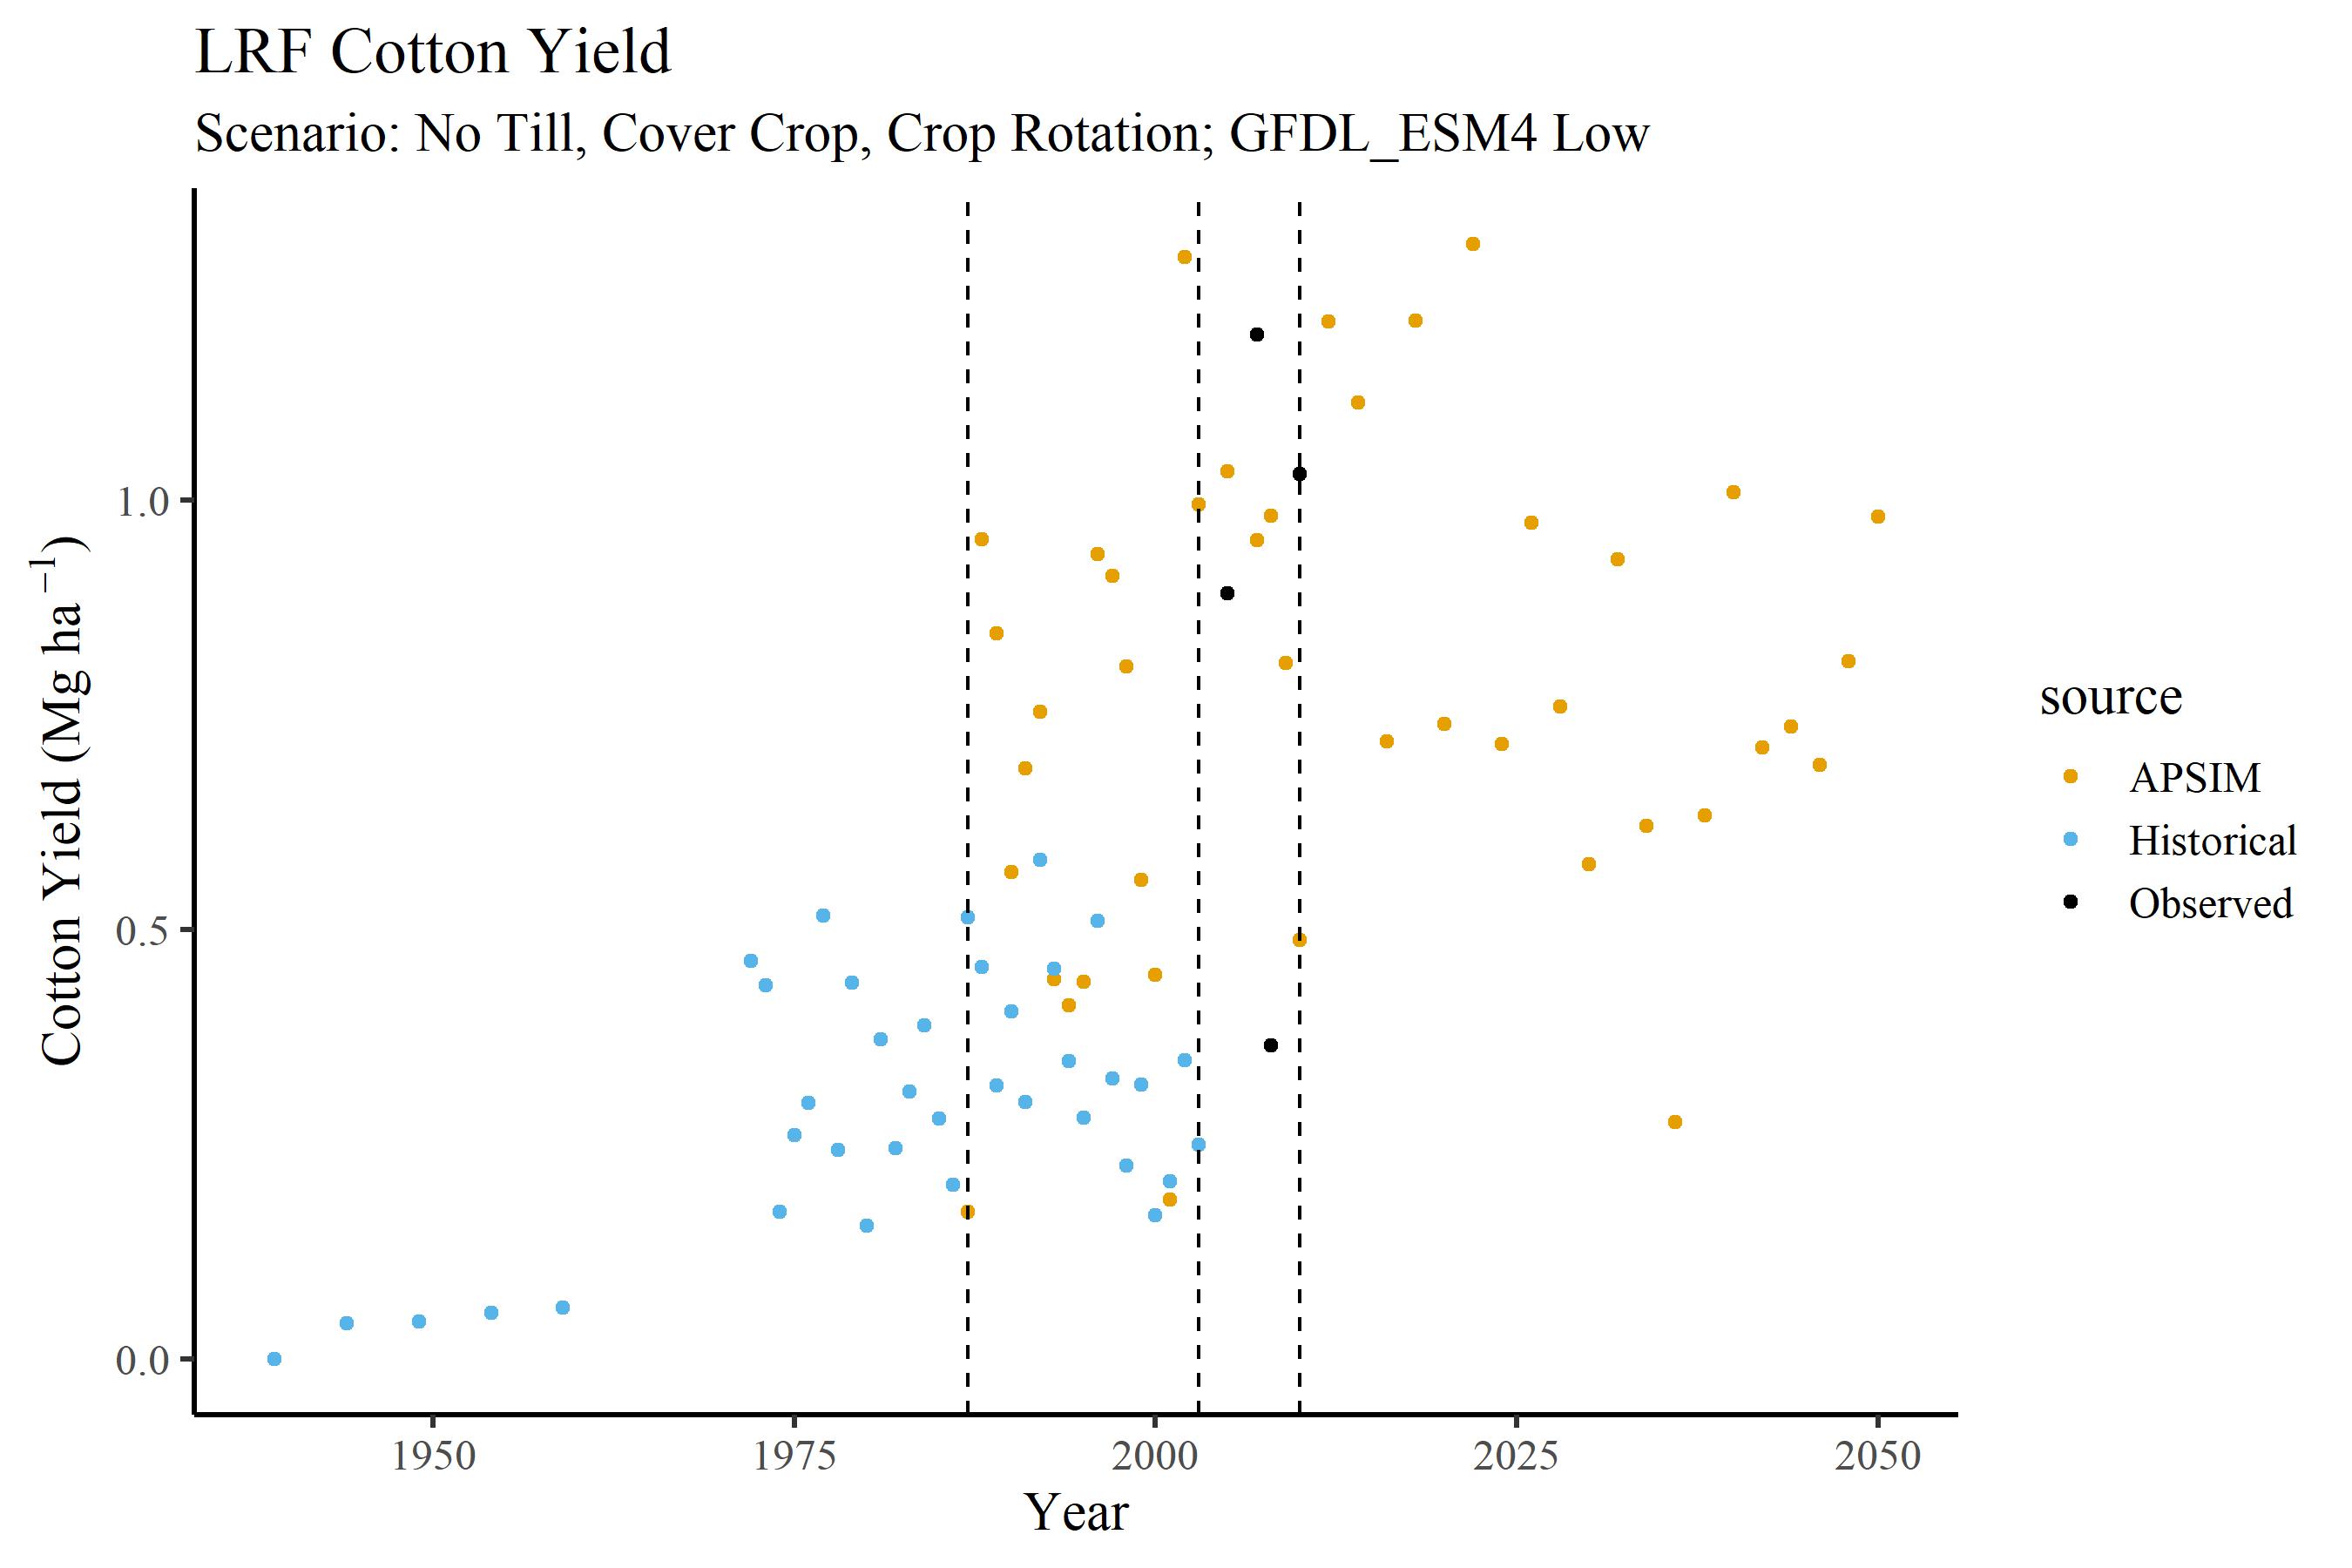 LRF Cotton Yield
Scenario: No Till, Cover Crop, Crop Rotation; GFDL_ESM4 Low
Cotton Yield (Mg ha⁻¹)
1.0
0.5
0.0
1950 1975 2000 2025 2050
Year
source
APSIM
Historical
Observed